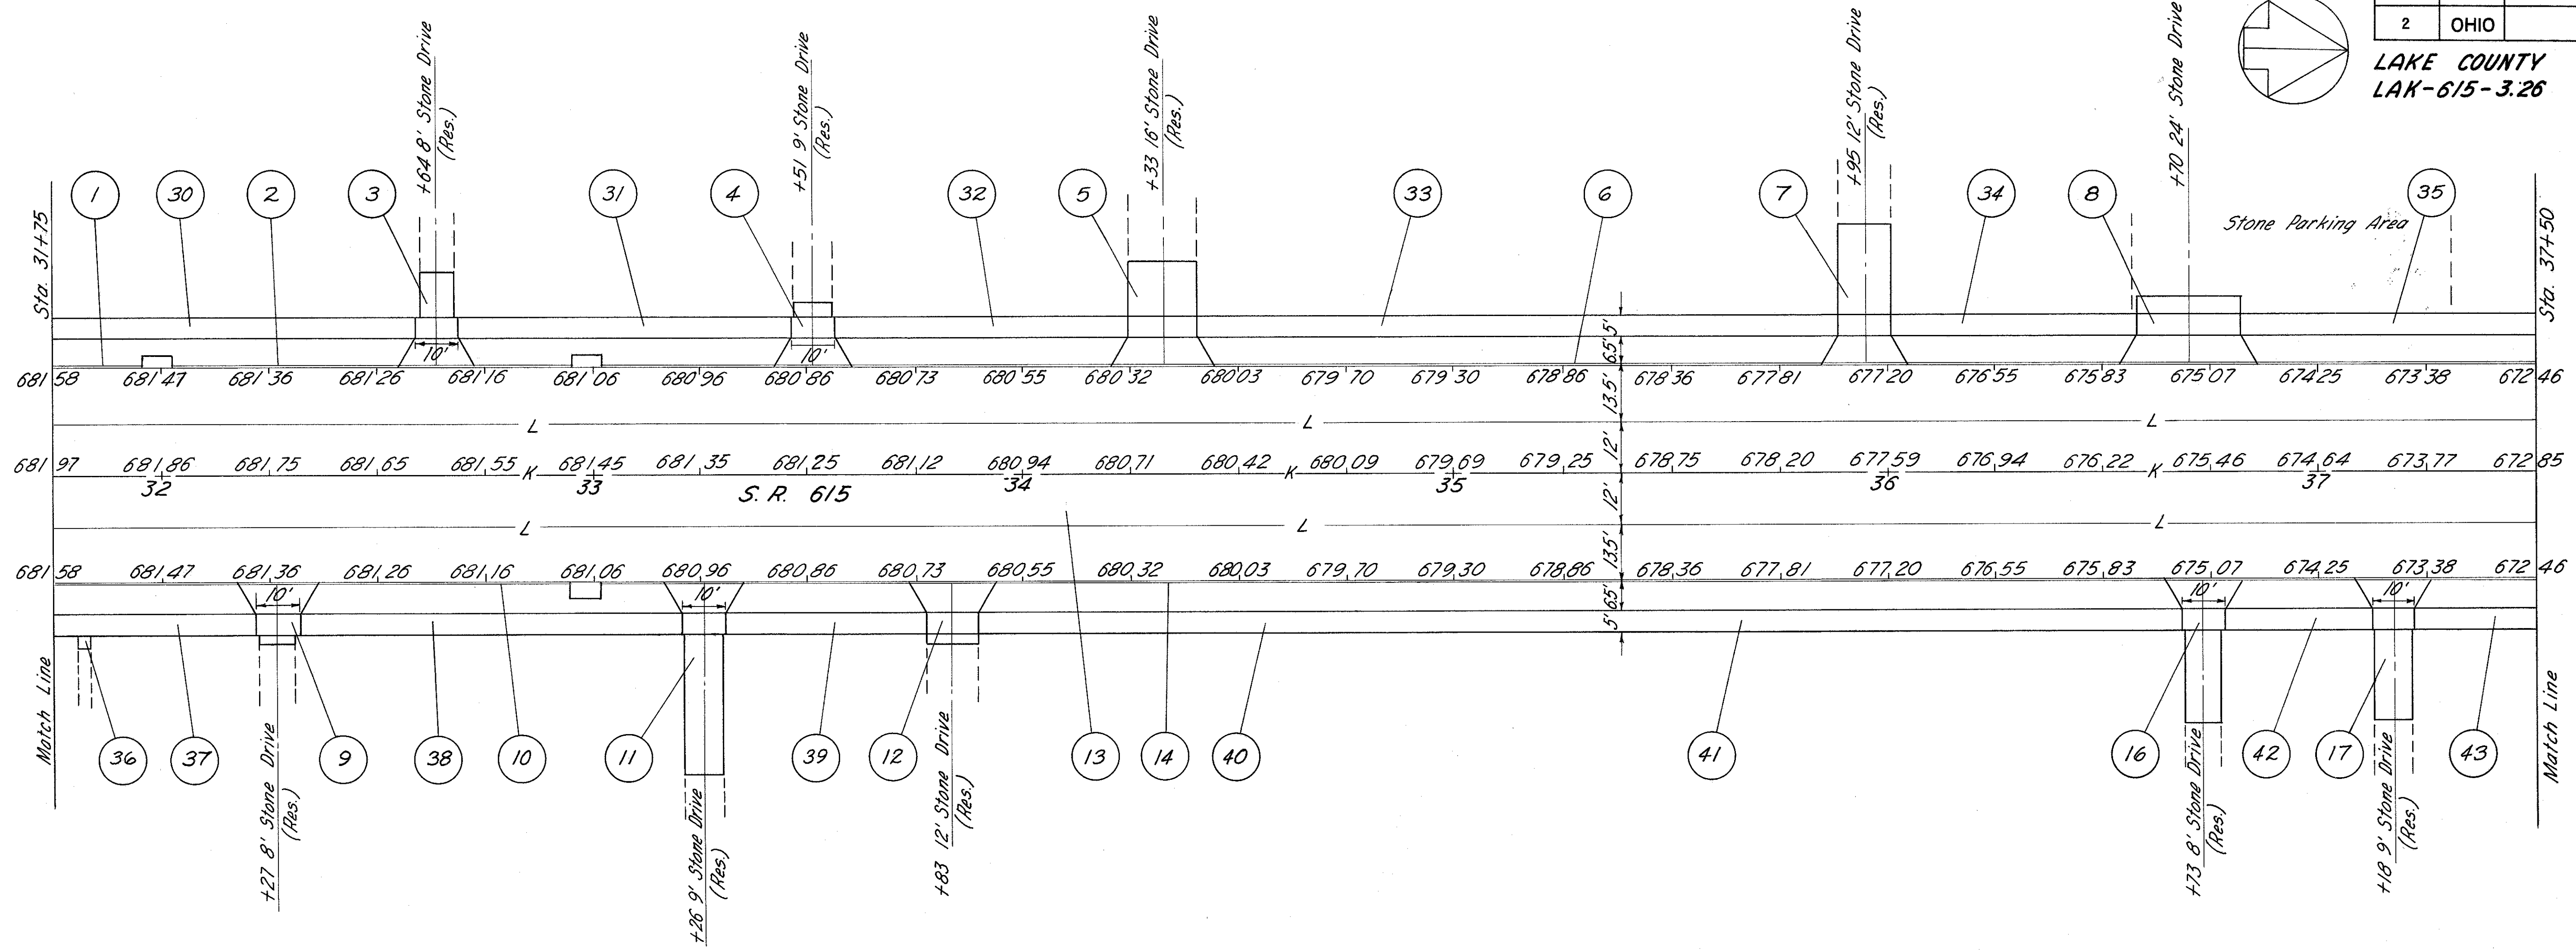 2 OHIO
LAKE COUNTY
LAK-615-3.26
+64 8' Stone Drive
(Res.)
+51 9' Stone Drive
(Res.)
+33 16' Stone Drive
(Res.)
+95 12' Stone Drive
(Res.)
+70 24' Stone Drive
1 30 2 3 31 4 32 5 33 6 7 34 8 35
Stone Parking Area
Sta. 31+75
Sta. 37+50
10' 10'
5'
6.5'
681.58 681.47 681.36 681.26 681.16 681.06 680.96 680.86 680.73 680.55 680.32 680.03 679.70 679.30 678.86 678.36 677.81 677.20 676.55 675.83 675.07 674.25 673.38 672.46
13.5'
L L L
12'
681.97 681.86 681.75 681.65 681.55 K 681.45 681.35 681.25 681.12 680.94 680.71 680.42 K 680.09 679.69 679.25 678.75 678.20 677.59 676.94 676.22 K 675.46 674.64 673.77 672.85
32 33 34 35 36 37
S. R. 615
12'
L L L
13.5'
681.58 681.47 681.36 681.26 681.16 681.06 680.96 680.86 680.73 680.55 680.32 680.03 679.70 679.30 678.86 678.36 677.81 677.20 676.55 675.83 675.07 674.25 673.38 672.46
10' 10' 10' 10'
6.5'
5'
Match Line
Match Line
36 37 9 38 10 11 39 12 13 14 40 41 16 42 17 43
+27 8' Stone Drive
(Res.)
+26 9' Stone Drive
(Res.)
+83 12' Stone Drive
(Res.)
+73 8' Stone Drive
(Res.)
+18 9' Stone Drive
(Res.)